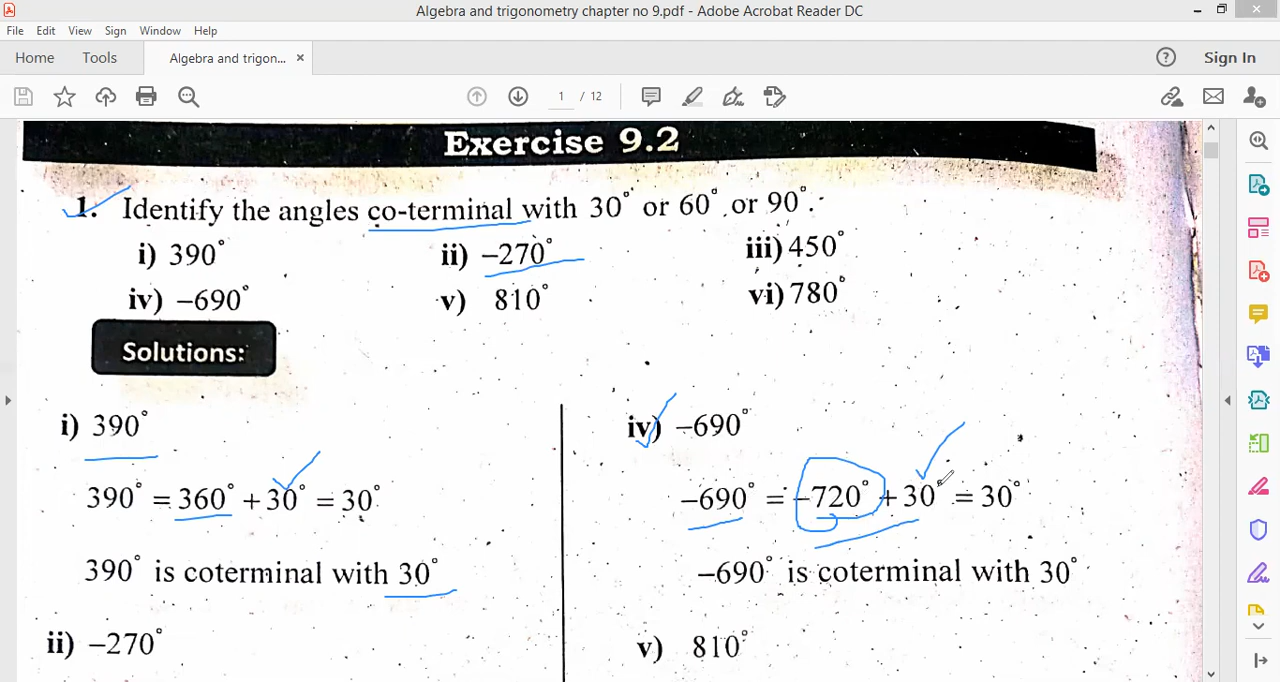 Algebra and trigonometry chapter no 9.pdf - Adobe Acrobat Reader DC
File Edit View Sign Window Help
Home Tools Algebra and trigon... × ? Sign In
1 / 12
Exercise 9.2
1. Identify the angles co-terminal with 30° or 60° or 90°.
i) 390° ii) −270° iii) 450°
iv) −690° v) 810° vi) 780°
Solutions:
i) 390°
390° = 360° + 30° = 30°
390° is coterminal with 30°
ii) −270°
iv) −690°
−690° = −720° + 30° = 30°
−690° is coterminal with 30°
v) 810°